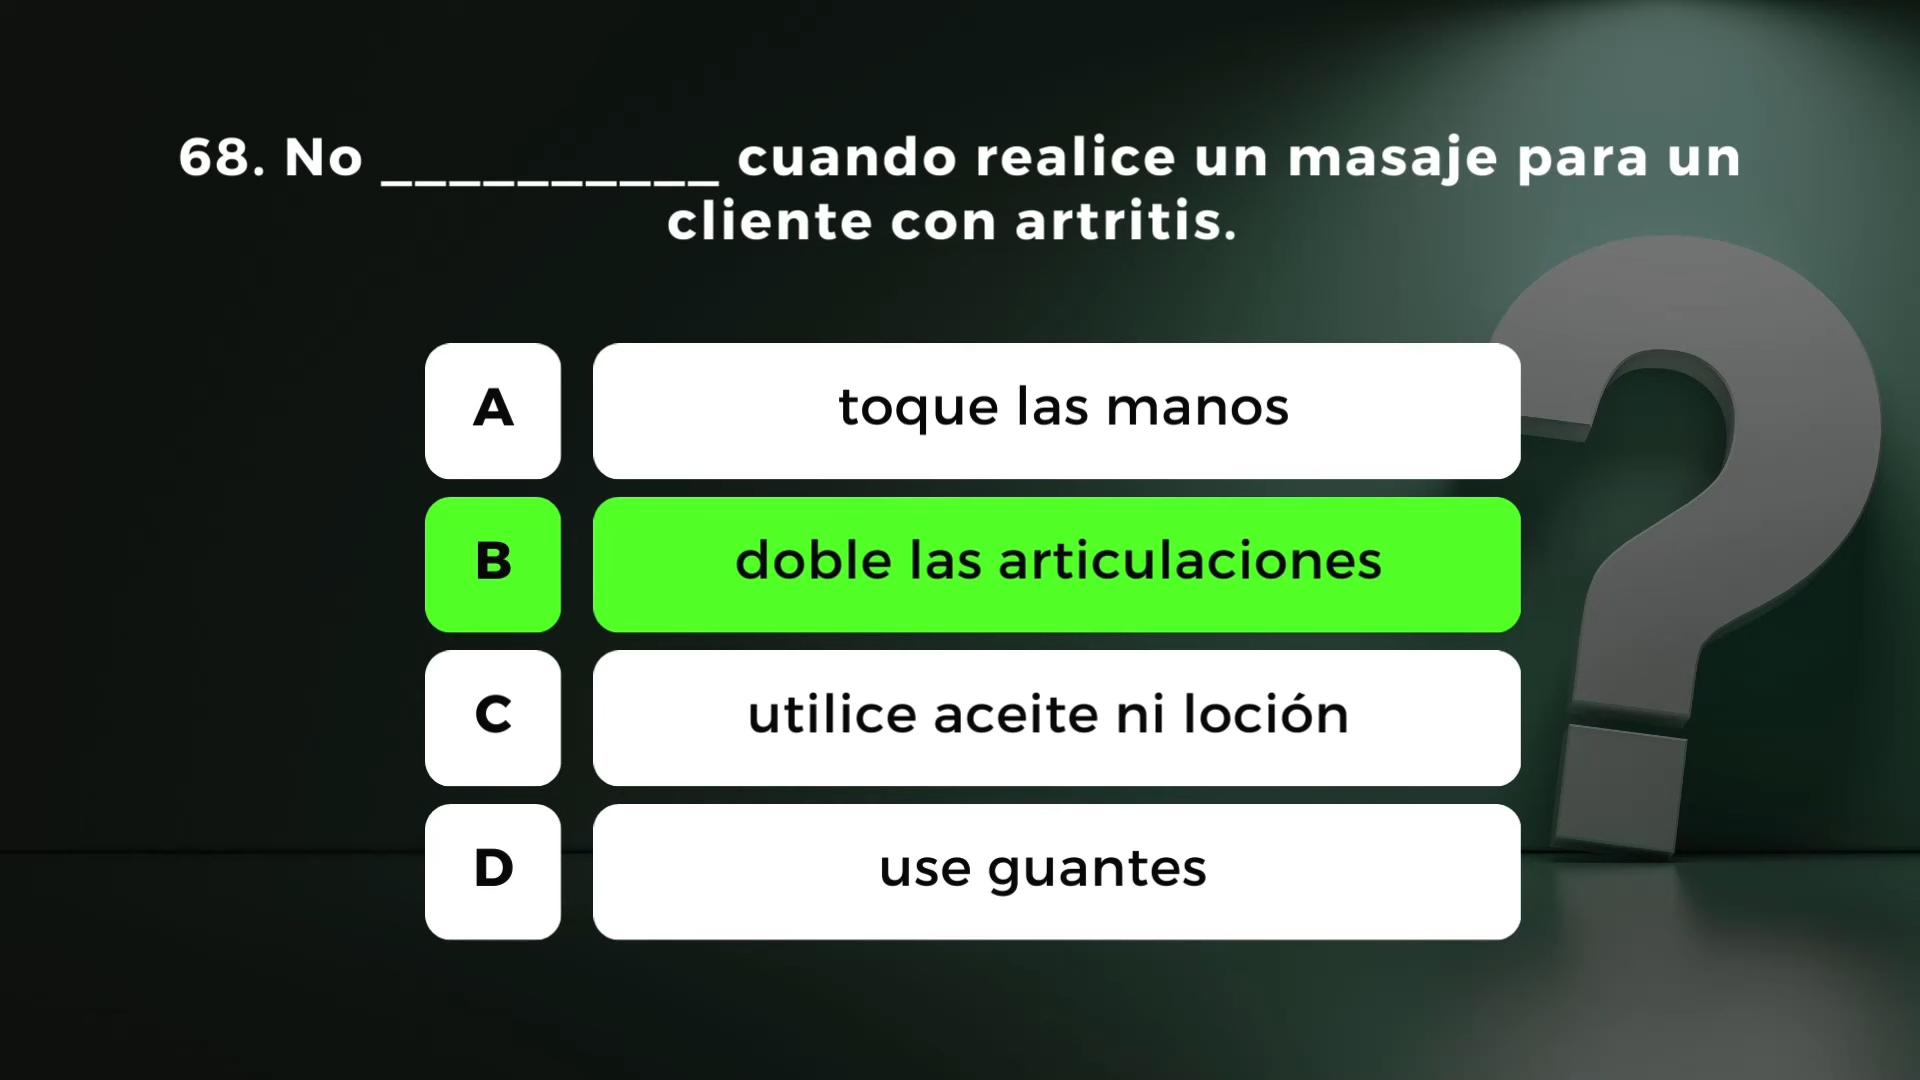 68. No __________ cuando realice un masaje para un
cliente con artritis.
A
toque las manos
B
doble las articulaciones
C
utilice aceite ni loción
D
use guantes